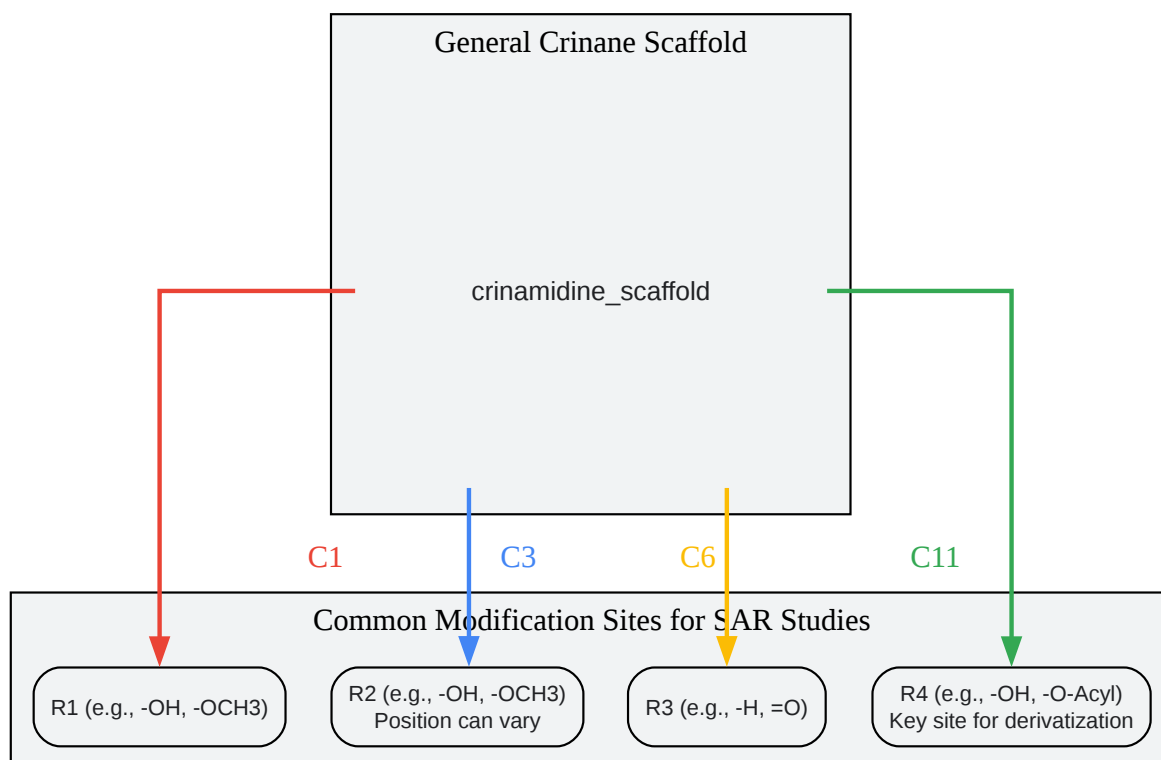 General Crinane Scaffold
crinamidine_scaffold
C1
C3
C6
C11
Common Modification Sites for SAR Studies
R1 (e.g., -OH, -OCH3)
R2 (e.g., -OH, -OCH3)
Position can vary
R3 (e.g., -H, =O)
R4 (e.g., -OH, -O-Acyl)
Key site for derivatization